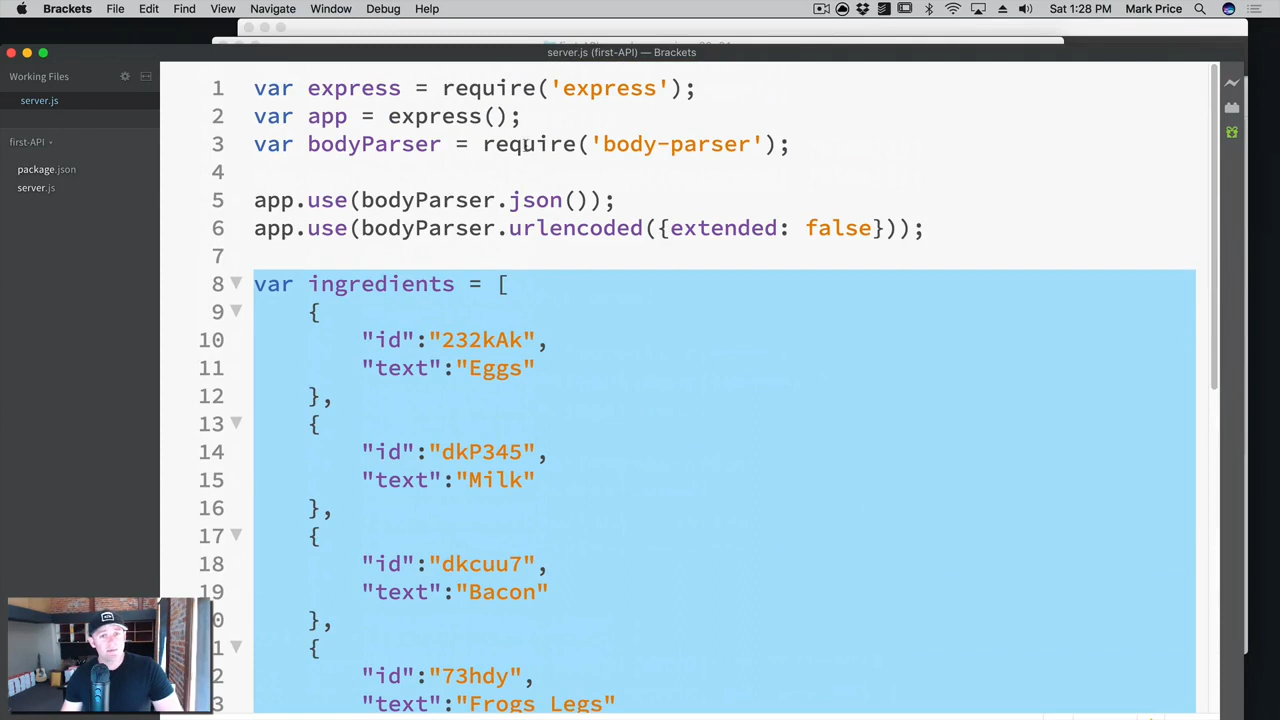 Brackets File Edit Find View Navigate Window Debug Help Sat 1:28 PM Mark Price
server.js (first-API) — Brackets
Working Files
server.js
first-API
package.json
server.js
1 var express = require('express');
2 var app = express();
3 var bodyParser = require('body-parser');
4
5 app.use(bodyParser.json());
6 app.use(bodyParser.urlencoded({extended: false}));
7
8 var ingredients = [
9 {
10 "id":"232kAk",
11 "text":"Eggs"
12 },
13 {
14 "id":"dkP345",
15 "text":"Milk"
16 },
17 {
18 "id":"dkcuu7",
19 "text":"Bacon"
0 },
1 {
2 "id":"73hdy",
3 "text":"Frogs Legs"